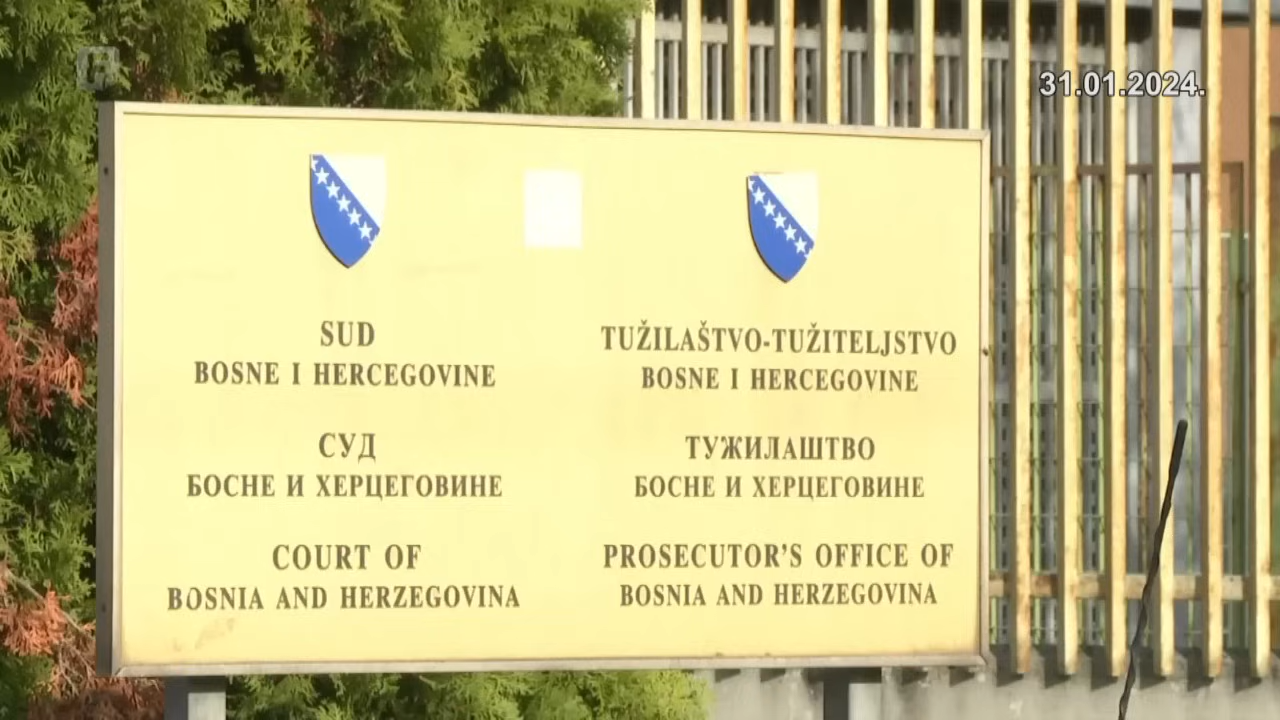 31.01.2024.
SUD
BOSNE I HERCEGOVINE
СУД
БОСНЕ И ХЕРЦЕГОВИНЕ
COURT OF
BOSNIA AND HERZEGOVINA
TUŽILAŠTVO-TUŽITELJSTVO
BOSNE I HERCEGOVINE
ТУЖИЛАШТВО
БОСНЕ И ХЕРЦЕГОВИНЕ
PROSECUTOR'S OFFICE OF
BOSNIA AND HERZEGOVINA